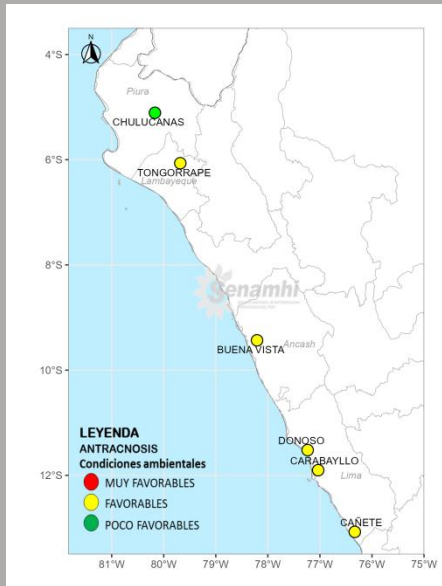 N
4°S
Piura
CHULUCANAS
6°S
TONGORRAPE
Lambayeque
8°S
Senamhi
BUENA VISTA
Ancash
10°S
LEYENDA
ANTRACNOSIS
Condiciones ambientales
MUY FAVORABLES
FAVORABLES
POCO FAVORABLES
DONOSO
CARABAYLLO
12°S
Lima
CAÑETE
81°W 80°W 79°W 78°W 77°W 76°W 75°W